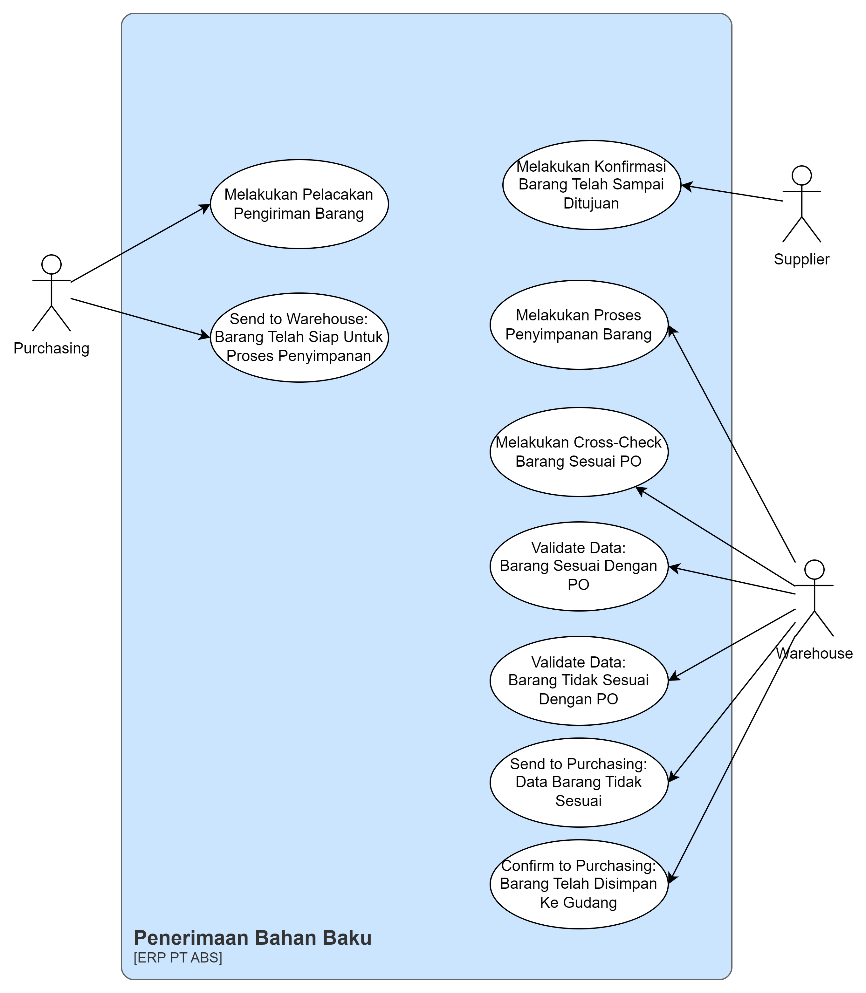 Melakukan Pelacakan
Pengiriman Barang
Send to Warehouse:
Barang Telah Siap Untuk
Proses Penyimpanan
Purchasing
Melakukan Konfirmasi
Barang Telah Sampai
Ditujuan
Supplier
Melakukan Proses
Penyimpanan Barang
Melakukan Cross-Check
Barang Sesuai PO
Validate Data:
Barang Sesuai Dengan
PO
Validate Data:
Barang Tidak Sesuai
Dengan PO
Warehouse
Send to Purchasing:
Data Barang Tidak
Sesuai
Confirm to Purchasing:
Barang Telah Disimpan
Ke Gudang
Penerimaan Bahan Baku
[ERP PT ABS]